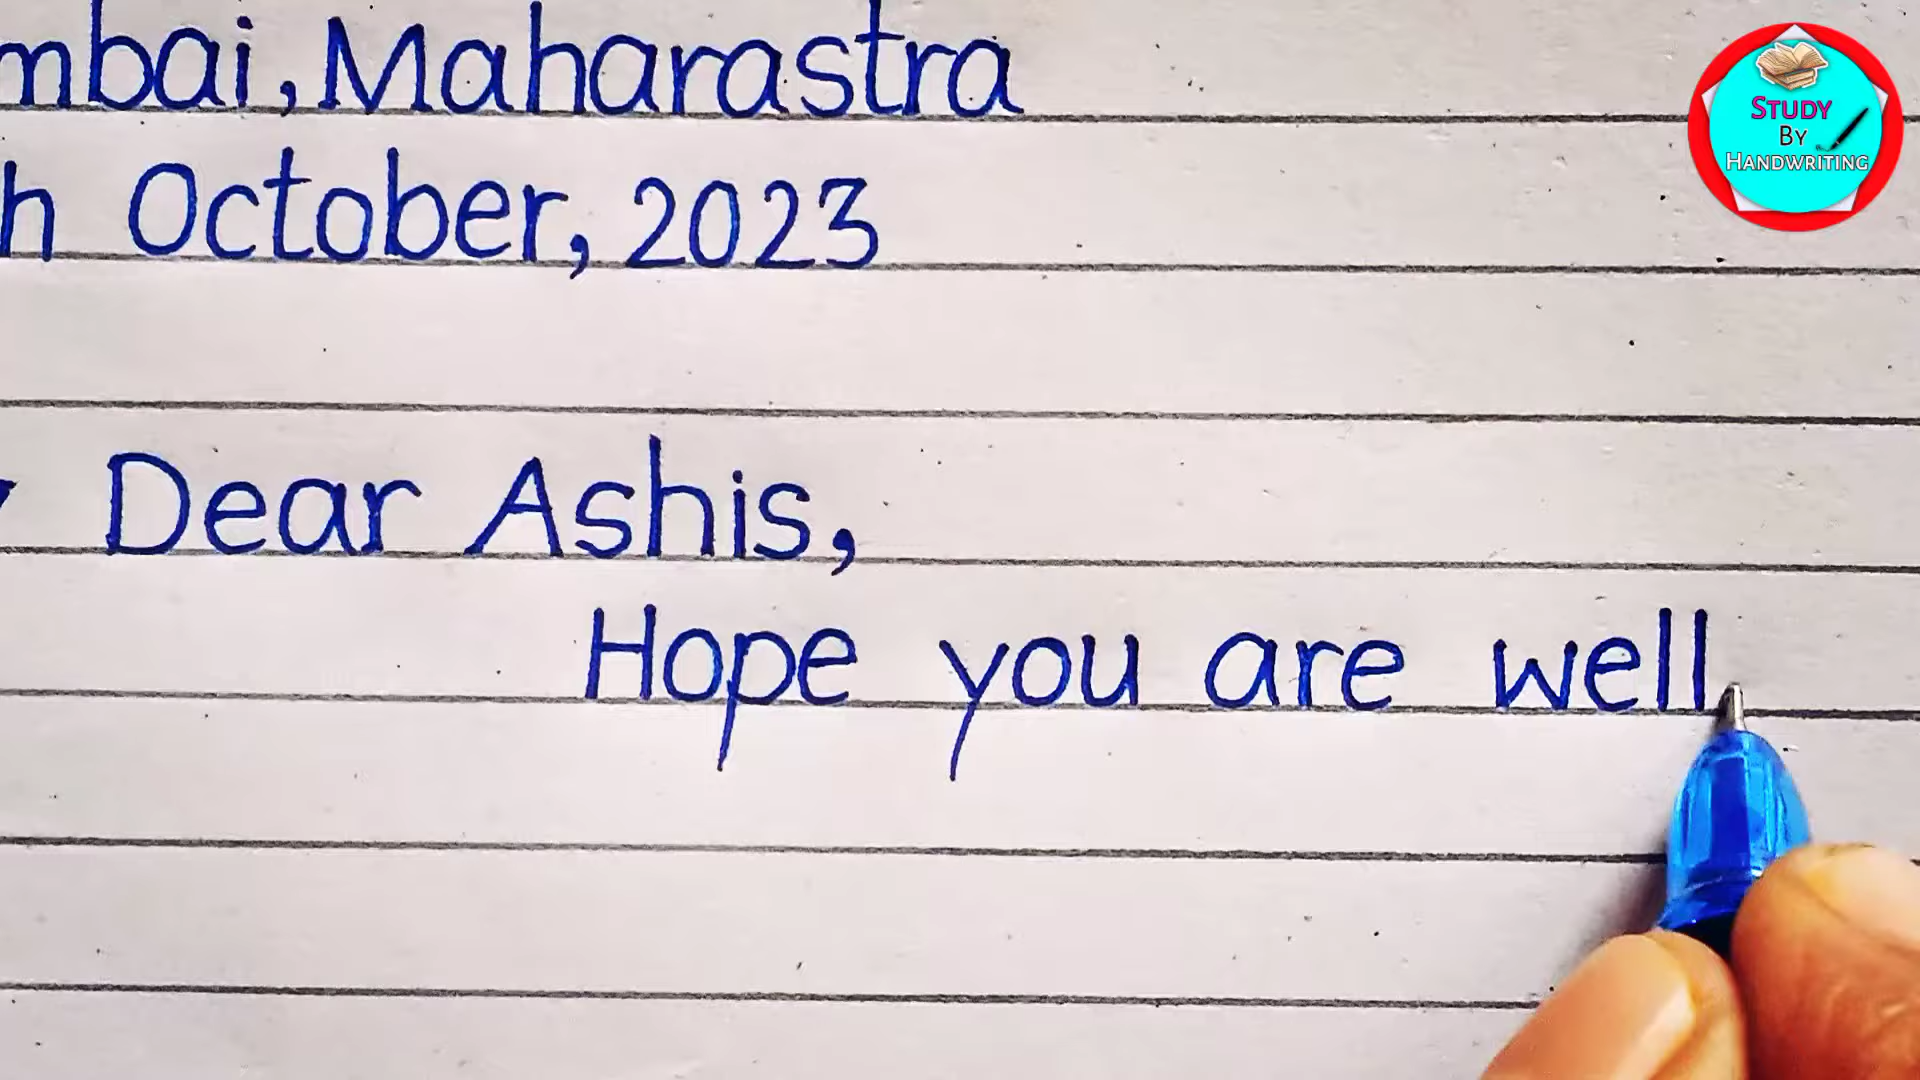 mbai, Maharastra
h October, 2023
Dear Ashis,
Hope you are well
STUDY
BY
HANDWRITING